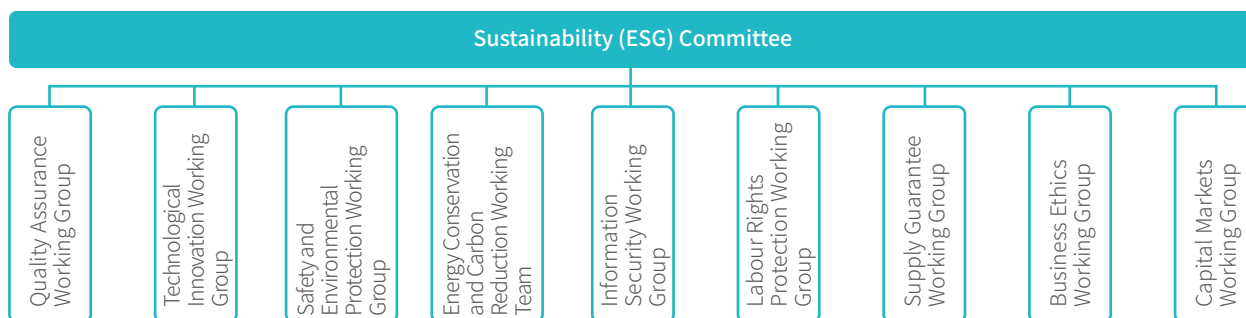 Sustainability (ESG) Committee
Quality Assurance
Working Group
Technological
Innovation Working
Group
Safety and
Environmental
Protection Working
Group
Energy Conservation
and Carbon
Reduction Working
Team
Information
Security Working
Group
Labour Rights
Protection Working
Group
Supply Guarantee
Working Group
Business Ethics
Working Group
Capital Markets
Working Group